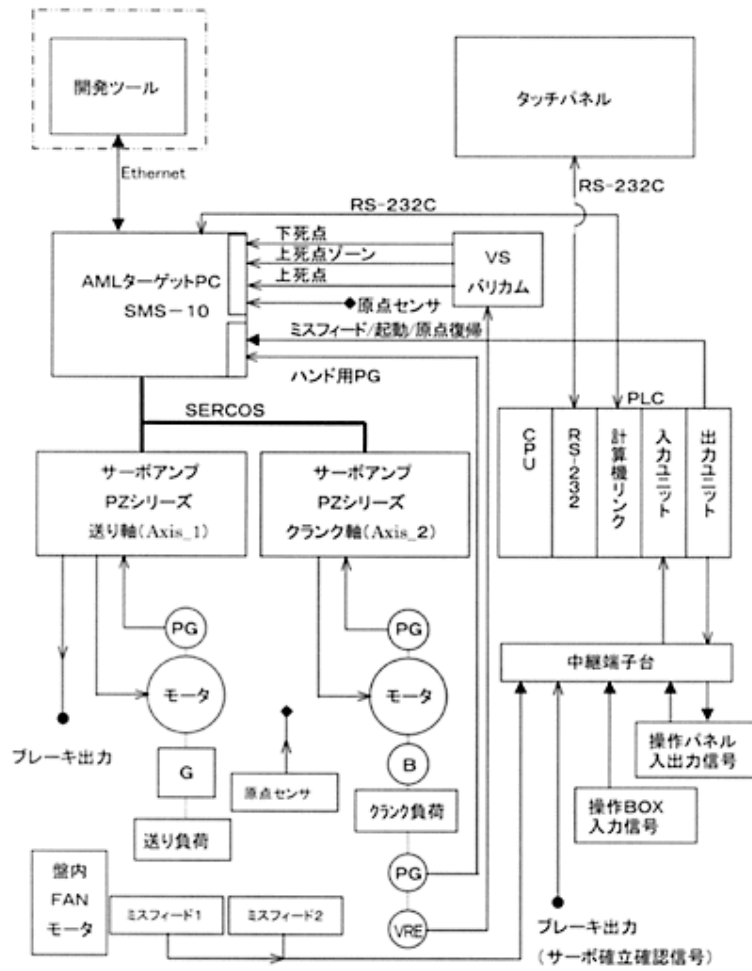 開発ツール
Ethernet
タッチパネル
RS-232C
RS-232C
AMLターゲットPC
SMS-10
下死点
上死点ゾーン
上死点
原点センサ
VS
バリカム
ミスフィード/起動/原点復帰
ハンド用PG
SERCOS
PLC
CPU
RS-232
計算機リンク
入力ユニット
出力ユニット
サーボアンプ
PZシリーズ
送り軸(Axis_1)
サーボアンプ
PZシリーズ
クランク軸(Axis_2)
PG
モータ
G
送り負荷
ブレーキ出力
原点センサ
PG
モータ
B
クランク負荷
PG
VRE
中継端子台
操作パネル
入出力信号
操作BOX
入力信号
盤内
FAN
モータ
ミスフィード1
ミスフィード2
ブレーキ出力
(サーボ確立確認信号)